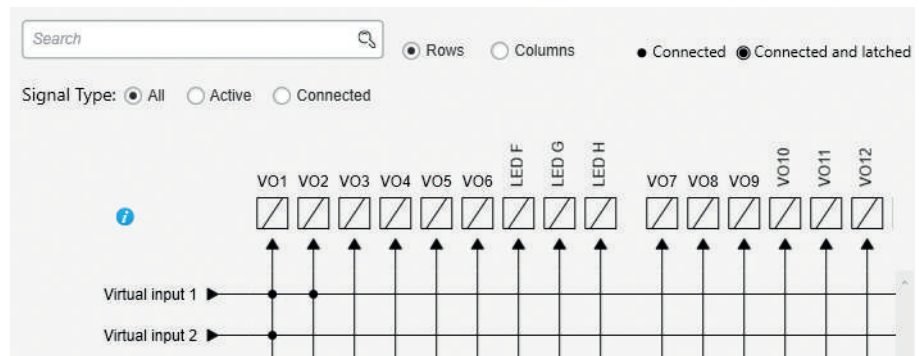 Search
Rows Columns Connected Connected and latched
Signal Type: All Active Connected
VO1 VO2 VO3 VO4 VO5 VO6 LED F LED G LED H VO7 VO8 VO9 VO10 VO11 VO12
i
Virtual input 1
Virtual input 2